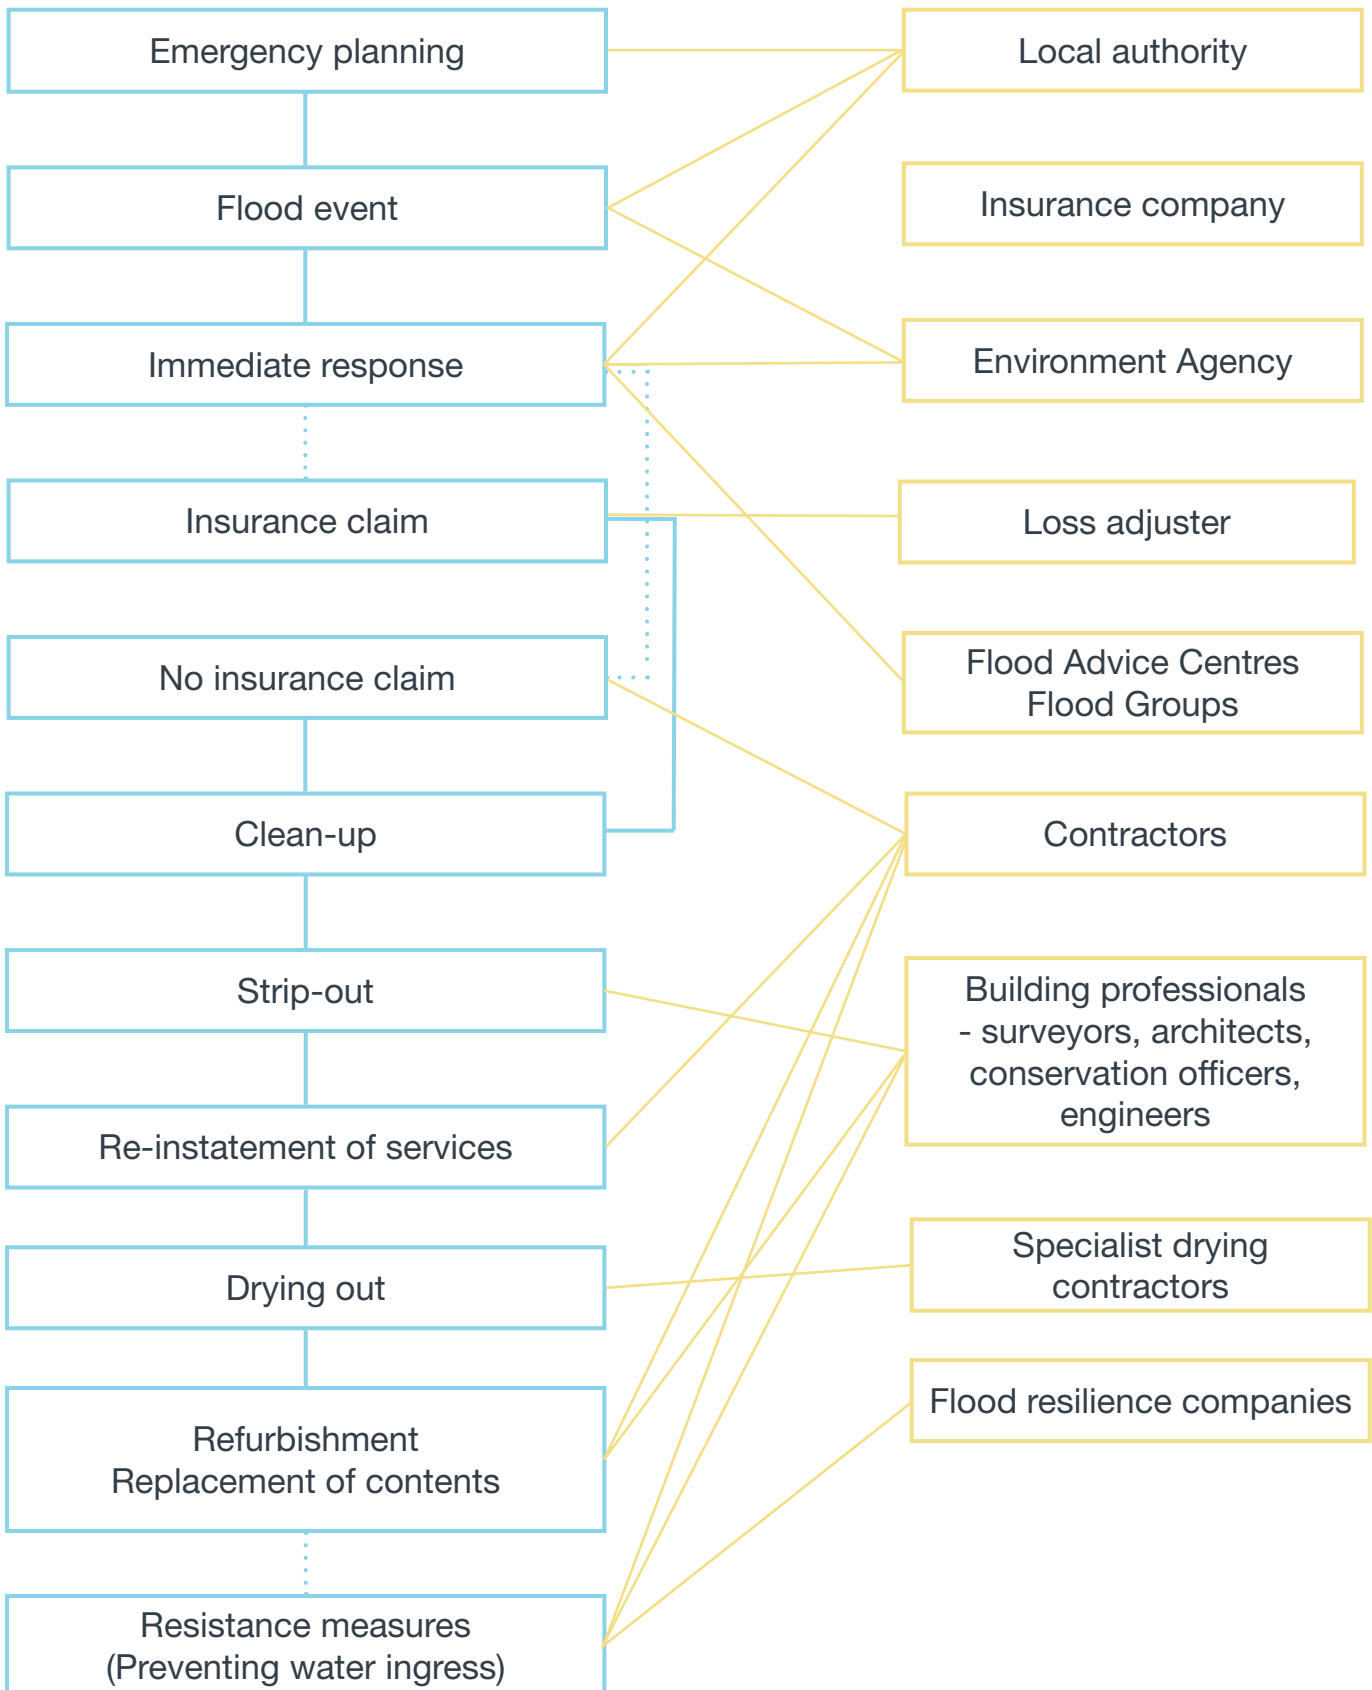 Emergency planning
Flood event
Immediate response
Insurance claim
No insurance claim
Clean-up
Strip-out
Re-instatement of services
Drying out
Refurbishment
Replacement of contents
Resistance measures
(Preventing water ingress)
Local authority
Insurance company
Environment Agency
Loss adjuster
Flood Advice Centres
Flood Groups
Contractors
Building professionals
- surveyors, architects,
conservation officers,
engineers
Specialist drying
contractors
Flood resilience companies